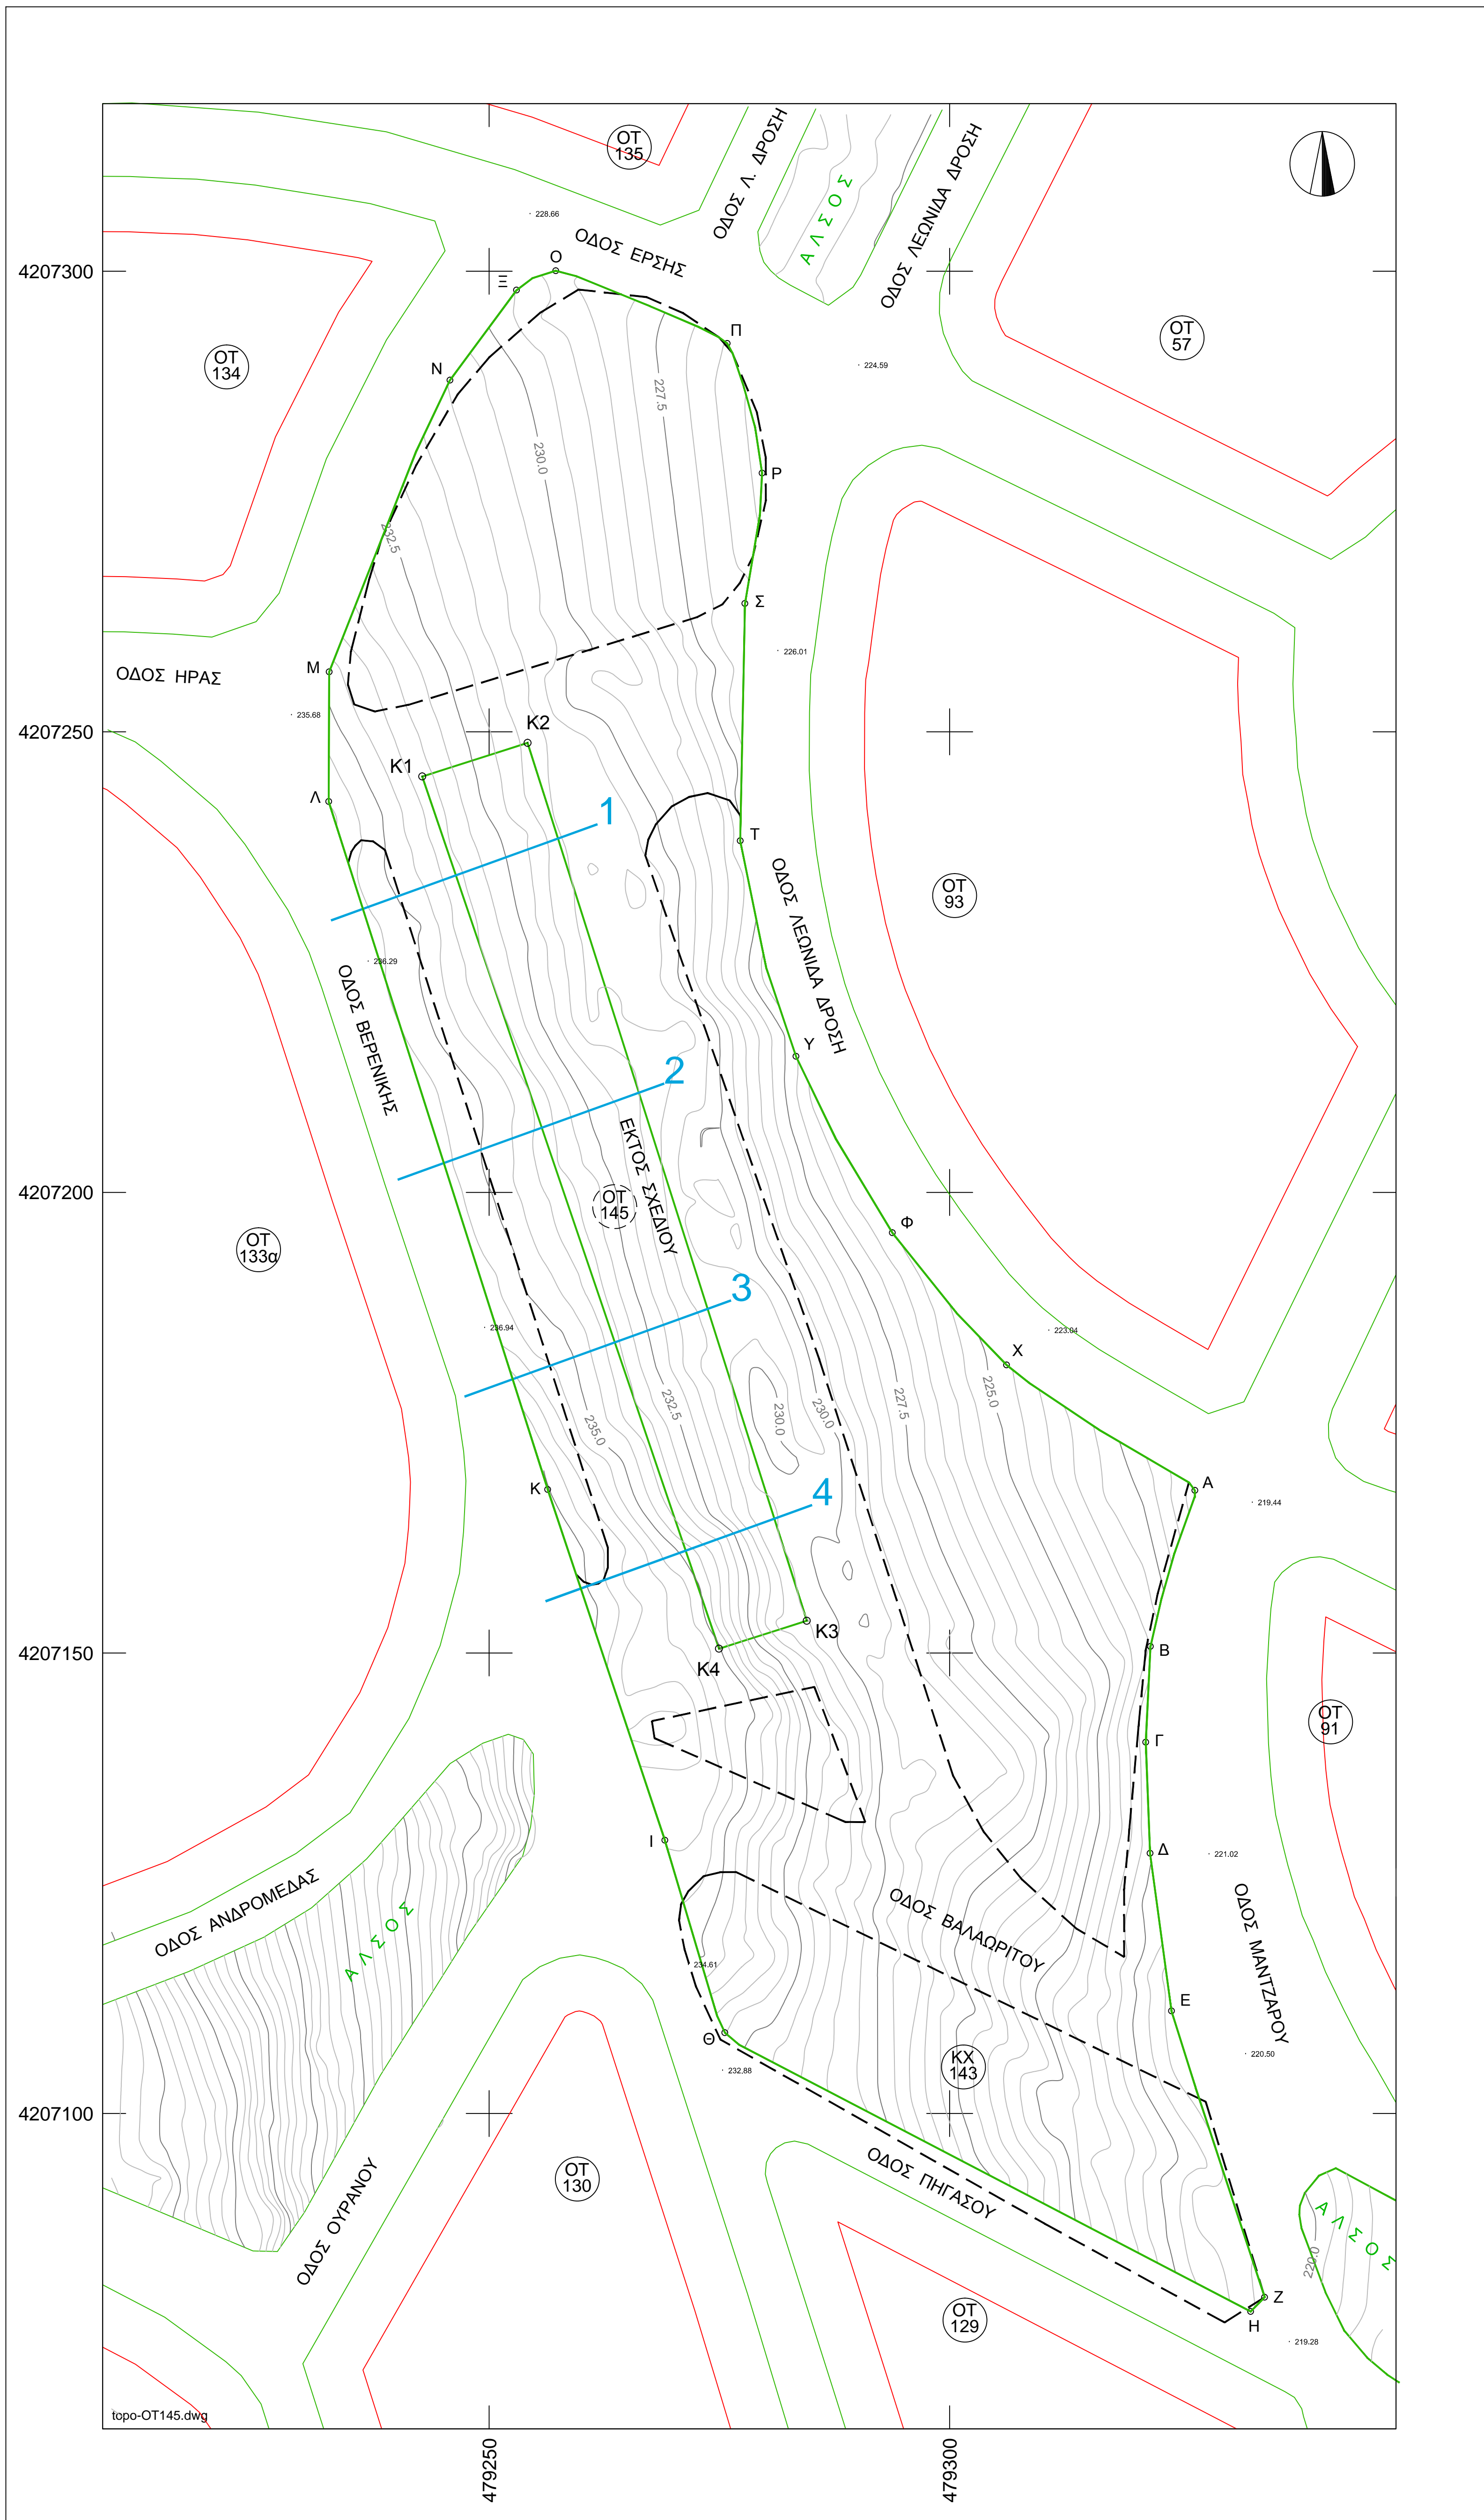 ΟΤ
135
ΟΔΟΣ Λ. ΔΡΟΣΗ
ΑΛΣΟΣ
ΟΔΟΣ ΛΕΩΝΙΔΑ ΔΡΟΣΗ
228.66
ΟΔΟΣ ΕΡΣΗΣ
4207300
Ξ
Ο
Π
ΟΤ
57
ΟΤ
134
Ν
224.59
227.5
230.0
Ρ
232.5
Σ
226.01
Μ
ΟΔΟΣ ΗΡΑΣ
235.68
4207250
Κ2
Κ1
Λ
1
Τ
ΟΤ
93
ΟΔΟΣ ΛΕΩΝΙΔΑ ΔΡΟΣΗ
236.29
ΟΔΟΣ ΒΕΡΕΝΙΚΗΣ
Υ
2
ΕΚΤΟΣ ΣΧΕΔΙΟΥ
4207200
ΟΤ
145
Φ
ΟΤ
133α
3
236.94
223.04
Χ
225.0
227.5
230.0
230.0
232.5
235.0
Κ
4
Α
219.44
Κ3
4207150
Κ4
Β
ΟΤ
91
Γ
Ι
Δ
221.02
ΟΔΟΣ ΑΝΔΡΟΜΕΔΑΣ
ΑΛΣΟΣ
ΟΔΟΣ ΒΑΛΑΩΡΙΤΟΥ
ΟΔΟΣ ΜΑΝΤΖΑΡΟΥ
234.61
Ε
Θ
232.88
ΚΧ
143
220.50
4207100
ΟΤ
130
ΟΔΟΣ ΟΥΡΑΝΟΥ
ΟΔΟΣ ΠΗΓΑΣΟΥ
ΑΛΣΟΣ
220.0
Ζ
Η
ΟΤ
129
219.28
topo-OT145.dwg
479250
479300